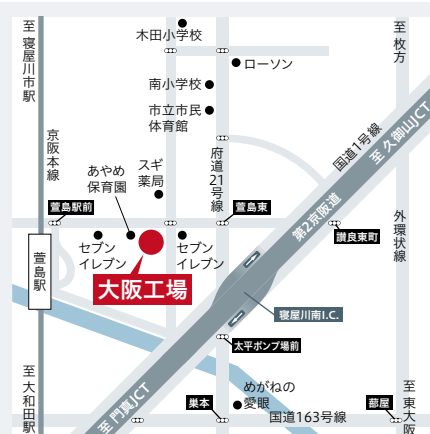 木田小学校
至 寝屋川市駅
至 枚方
ローソン
南小学校
市立市民
体育館
国道1号線
至 久御山JCT
京阪本線
あやめ
保育園
スギ
薬局
府道21号線
萱島駅前
萱島東
第2京阪道
讃良東町
外環状線
セブン
イレブン
セブン
イレブン
萱島駅
大阪工場
寝屋川南I.C.
太平ポンプ場前
至 大和田駅
至 門真JCT
めがねの
愛眼
巣本
国道163号線
蔀屋
至 東大阪